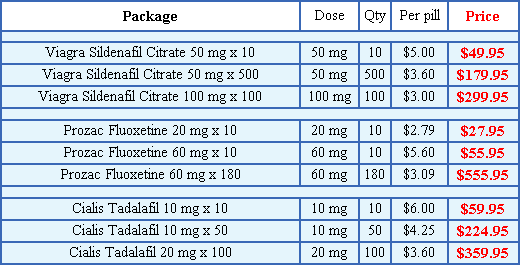 Package Dose Qty Per pill Price
Viagra Sildenafil Citrate 50 mg x 10 50 mg 10 $5.00 $49.95
Viagra Sildenafil Citrate 50 mg x 500 50 mg 500 $3.60 $179.95
Viagra Sildenafil Citrate 100 mg x 100 100 mg 100 $3.00 $299.95
Prozac Fluoxetine 20 mg x 10 20 mg 10 $2.79 $27.95
Prozac Fluoxetine 60 mg x 10 60 mg 10 $5.60 $55.95
Prozac Fluoxetine 60 mg x 180 60 mg 180 $3.09 $555.95
Cialis Tadalafil 10 mg x 10 10 mg 10 $6.00 $59.95
Cialis Tadalafil 10 mg x 50 10 mg 50 $4.25 $224.95
Cialis Tadalafil 20 mg x 100 20 mg 100 $3.60 $359.95